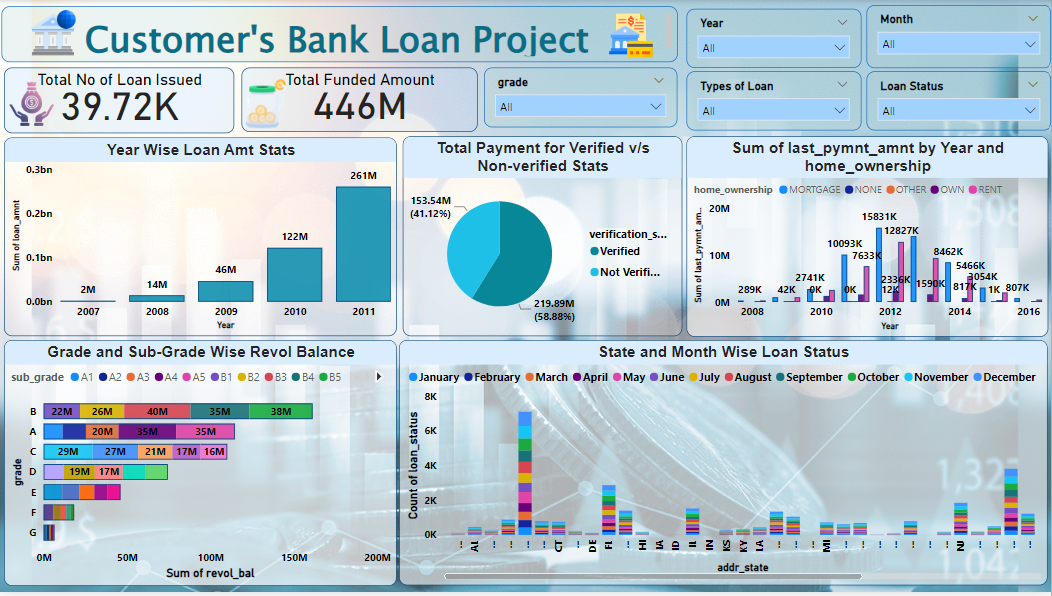 Customer's Bank Loan Project
Year
All
Month
All
Total No of Loan Issued
39.72K
Total Funded Amount
446M
grade
All
Types of Loan
All
Loan Status
All
Year Wise Loan Amt Stats
Sum of loan_amnt
0.3bn
0.2bn
0.1bn
0.0bn
2M
14M
46M
122M
261M
2007 2008 2009 2010 2011
Year
Total Payment for Verified v/s
Non-verified Stats
153.54M
(41.12%)
verification_s...
Verified
Not Verifi...
219.89M
(58.88%)
Sum of last_pymnt_amnt by Year and
home_ownership
home_ownership MORTGAGE NONE OTHER OWN RENT
Sum of last_pymnt_am...
20M
10M
0M
289K
42K
2741K
0K
10093K
0K
7633K
15831K
12K
2336K
12827K
1590K
8462K
817K
5466K
3054K
1K
807K
2008 2010 2012 2014 2016
Year
Grade and Sub-Grade Wise Revol Balance
sub_grade A1 A2 A3 A4 A5 B1 B2 B3 B4 B5
grade
B 22M 26M 40M 35M 38M
A 20M 35M 35M
C 29M 27M 21M 17M 16M
D 19M 17M
E
F
G
0M 50M 100M 150M 200M
Sum of revol_bal
State and Month Wise Loan Status
January February March April May June July August September October November December
Count of loan_status
8K
6K
4K
2K
0K
AL CT DE FL HI IA ID IL IN KS KY LA MI NJ
addr_state